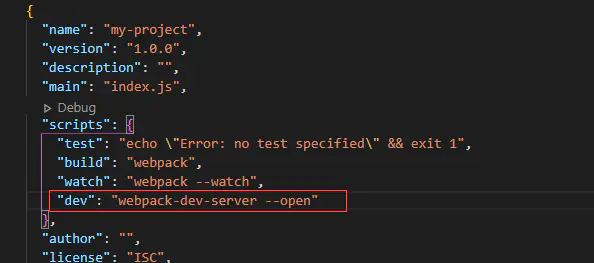 {
"name": "my-project",
"version": "1.0.0",
"description": "",
"main": "index.js",
Debug
"scripts": {
"test": "echo \"Error: no test specified\" && exit 1",
"build": "webpack",
"watch": "webpack --watch",
"dev": "webpack-dev-server --open"
},
"author": "",
"license": "ISC",